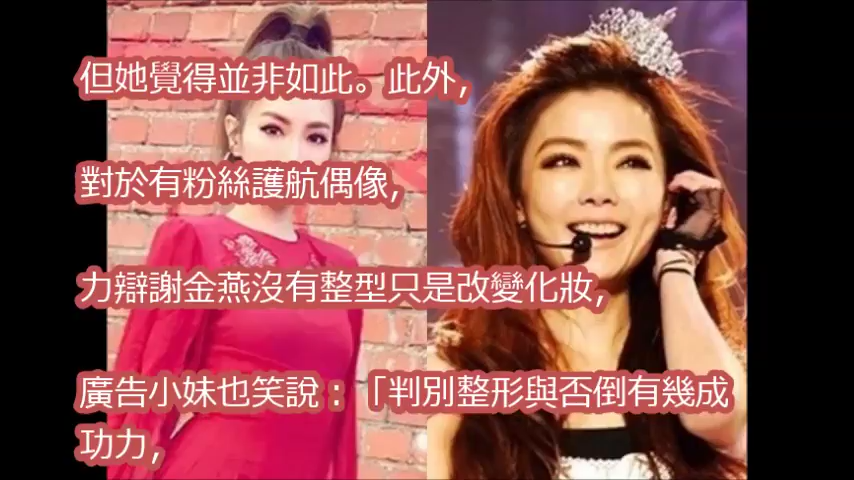 但她覺得並非如此。此外，
對於有粉絲護航偶像，
力辯謝金燕沒有整型只是改變化妝，
廣告小妹也笑說：「判別整形與否倒有幾成
功力，